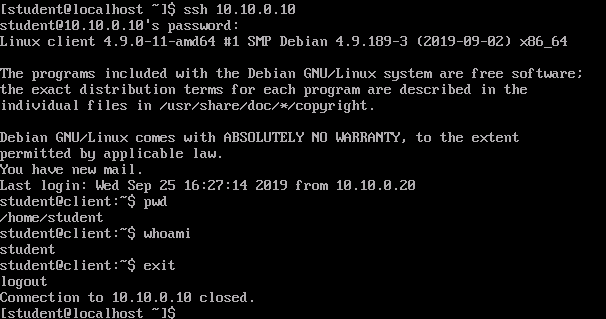 [student@localhost ~]$ ssh 10.10.0.10
student@10.10.0.10's password:
Linux client 4.9.0-11-amd64 #1 SMP Debian 4.9.189-3 (2019-09-02) x86_64
The programs included with the Debian GNU/Linux system are free software;
the exact distribution terms for each program are described in the
individual files in /usr/share/doc/*/copyright.
Debian GNU/Linux comes with ABSOLUTELY NO WARRANTY, to the extent
permitted by applicable law.
You have new mail.
Last login: Wed Sep 25 16:27:14 2019 from 10.10.0.20
student@client:~$ pwd
/home/student
student@client:~$ whoami
student
student@client:~$ exit
logout
Connection to 10.10.0.10 closed.
[student@localhost ~]$